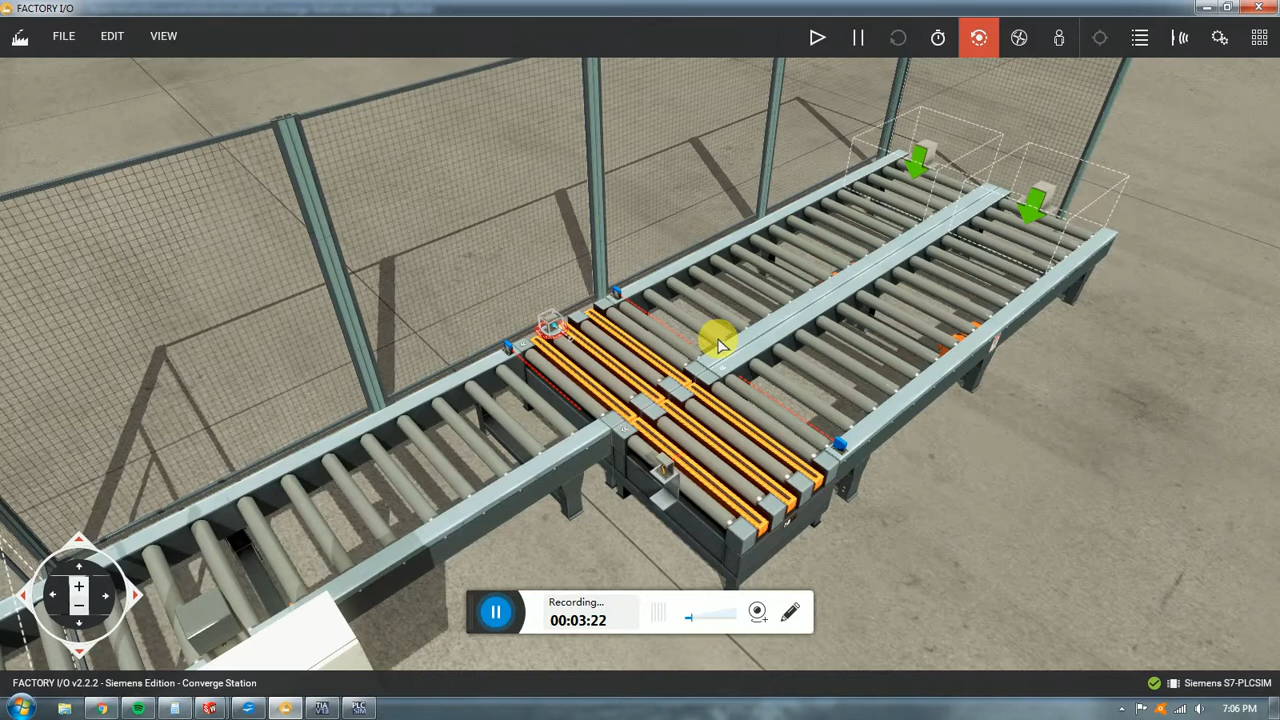 FACTORY I/O
FILE EDIT VIEW
Recording...
00:03:22
FACTORY I/O v2.2.2 - Siemens Edition - Converge Station
Siemens S7-PLCSIM
7:06 PM